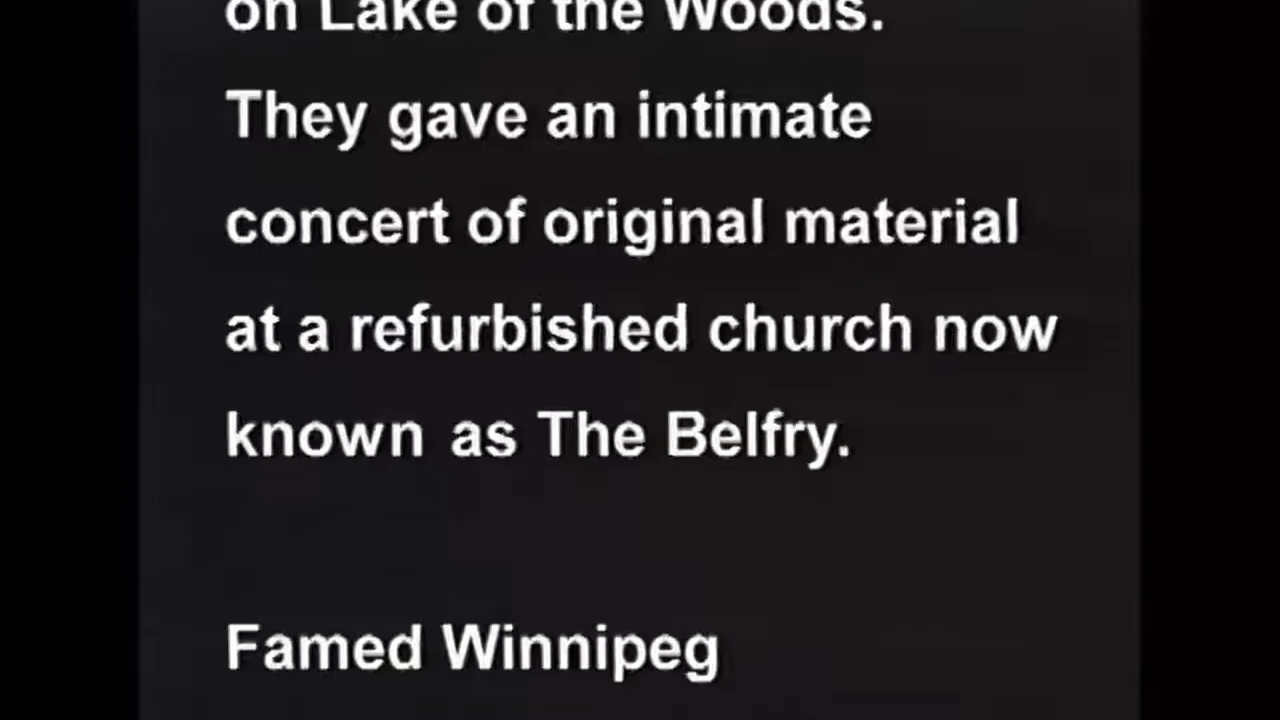 on Lake of the Woods.
They gave an intimate
concert of original material
at a refurbished church now
known as The Belfry.
Famed Winnipeg